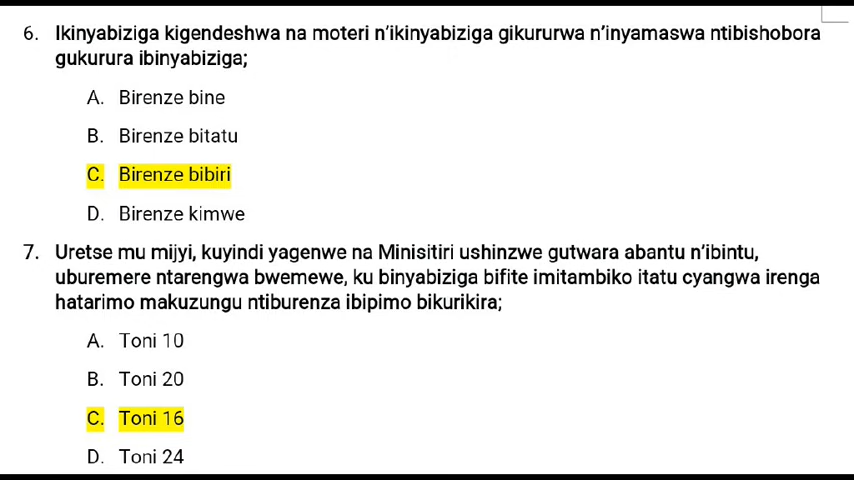 6. Ikinyabiziga kigendeshwa na moteri n'ikinyabiziga gikururwa n'inyamaswa ntibishobora
gukurura ibinyabiziga;
A. Birenze bine
B. Birenze bitatu
C. Birenze bibiri
D. Birenze kimwe
7. Uretse mu mijyi, kuyindi yagenwe na Minisitiri ushinzwe gutwara abantu n'ibintu,
uburemere ntarengwa bwemewe, ku binyabiziga bifite imitambiko itatu cyangwa irenga
hatarimo makuzungu ntiburenza ibipimo bikurikira;
A. Toni 10
B. Toni 20
C. Toni 16
D. Toni 24